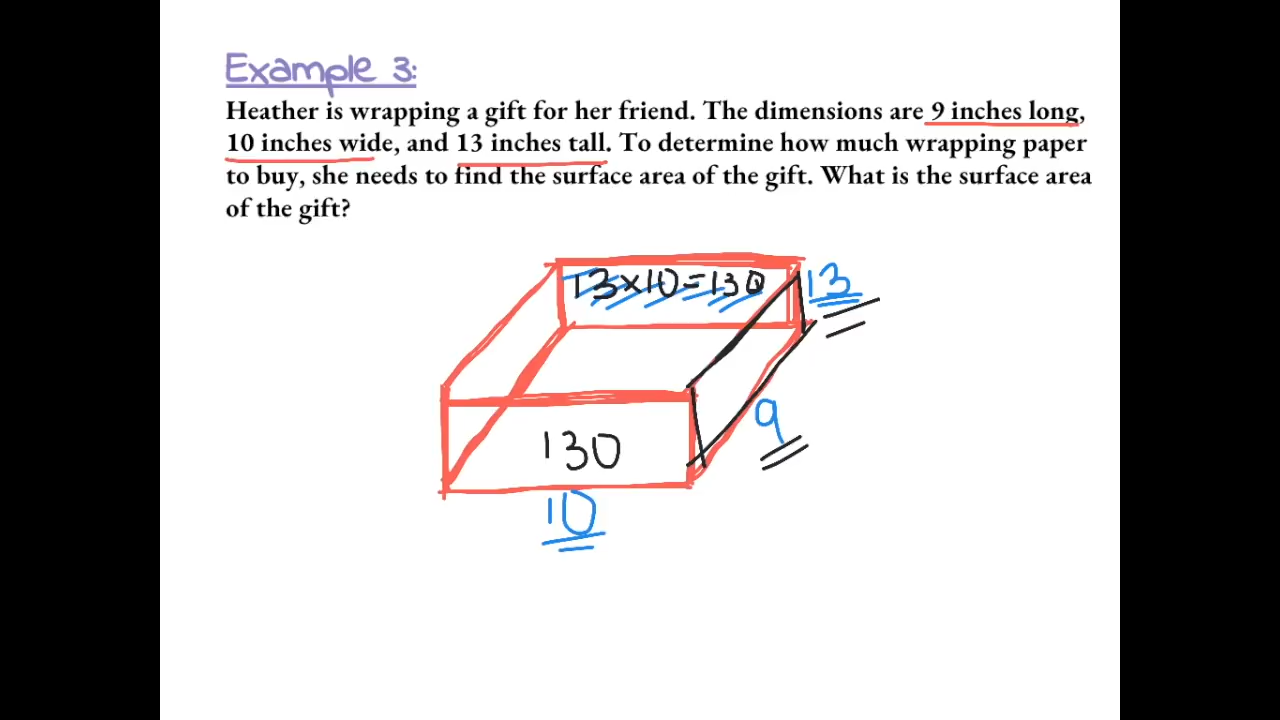 Example 3:
Heather is wrapping a gift for her friend. The dimensions are 9 inches long,
10 inches wide, and 13 inches tall. To determine how much wrapping paper
to buy, she needs to find the surface area of the gift. What is the surface area
of the gift?
13×10=130
13
9
130
10